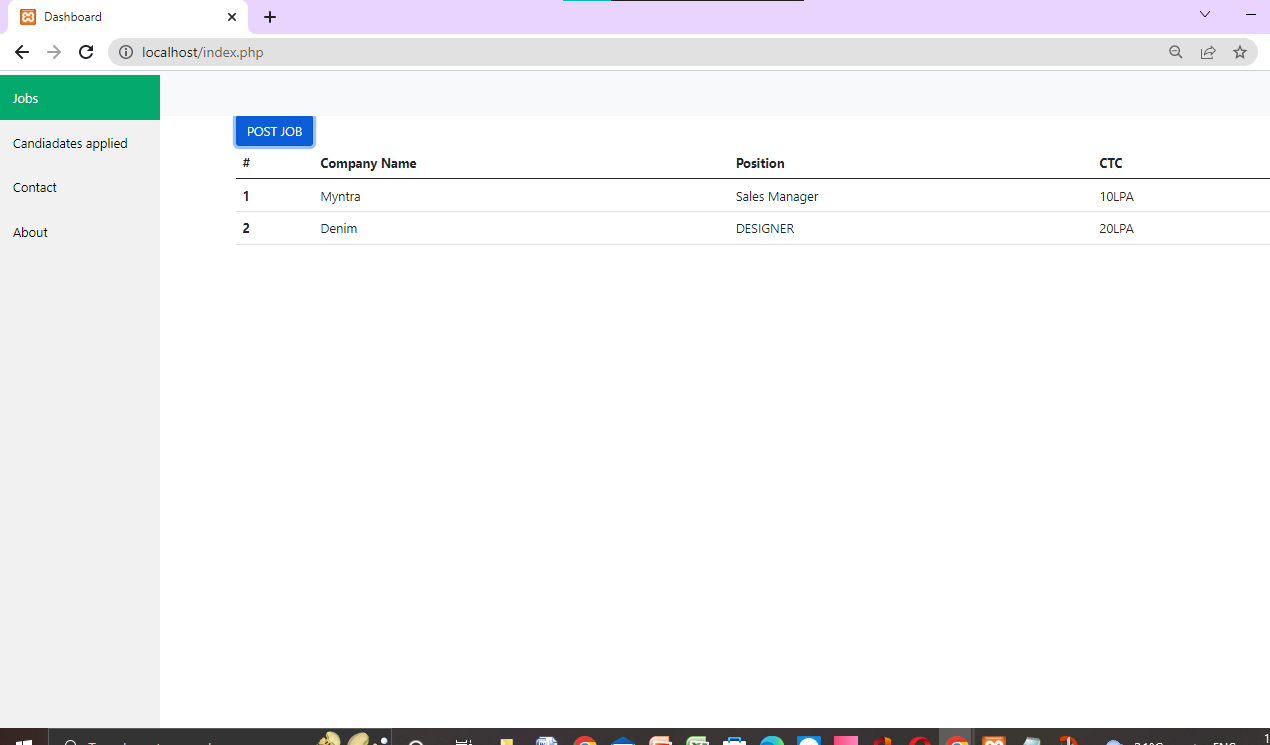 Dashboard
localhost/index.php
Jobs
Candiadates applied
Contact
About
POST JOB
# Company Name Position CTC
1 Myntra Sales Manager 10LPA
2 Denim DESIGNER 20LPA